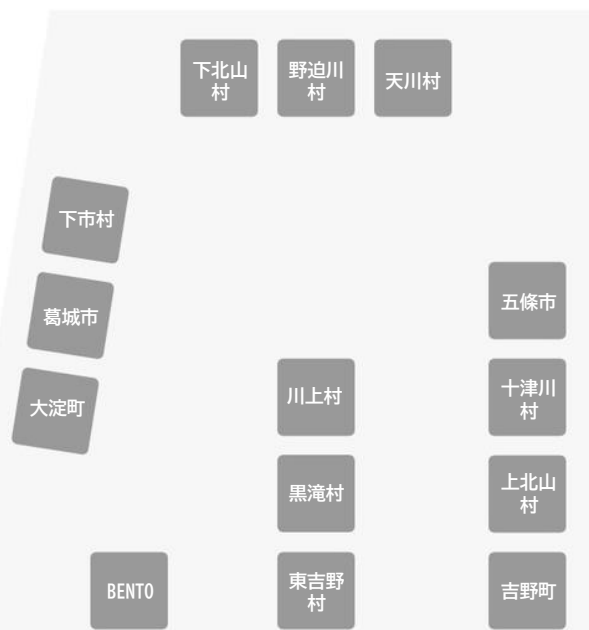 下北山
村
野迫川
村
天川村
下市村
葛城市
大淀町
五條市
川上村
十津川
村
黒滝村
上北山
村
BENTO
東吉野
村
吉野町